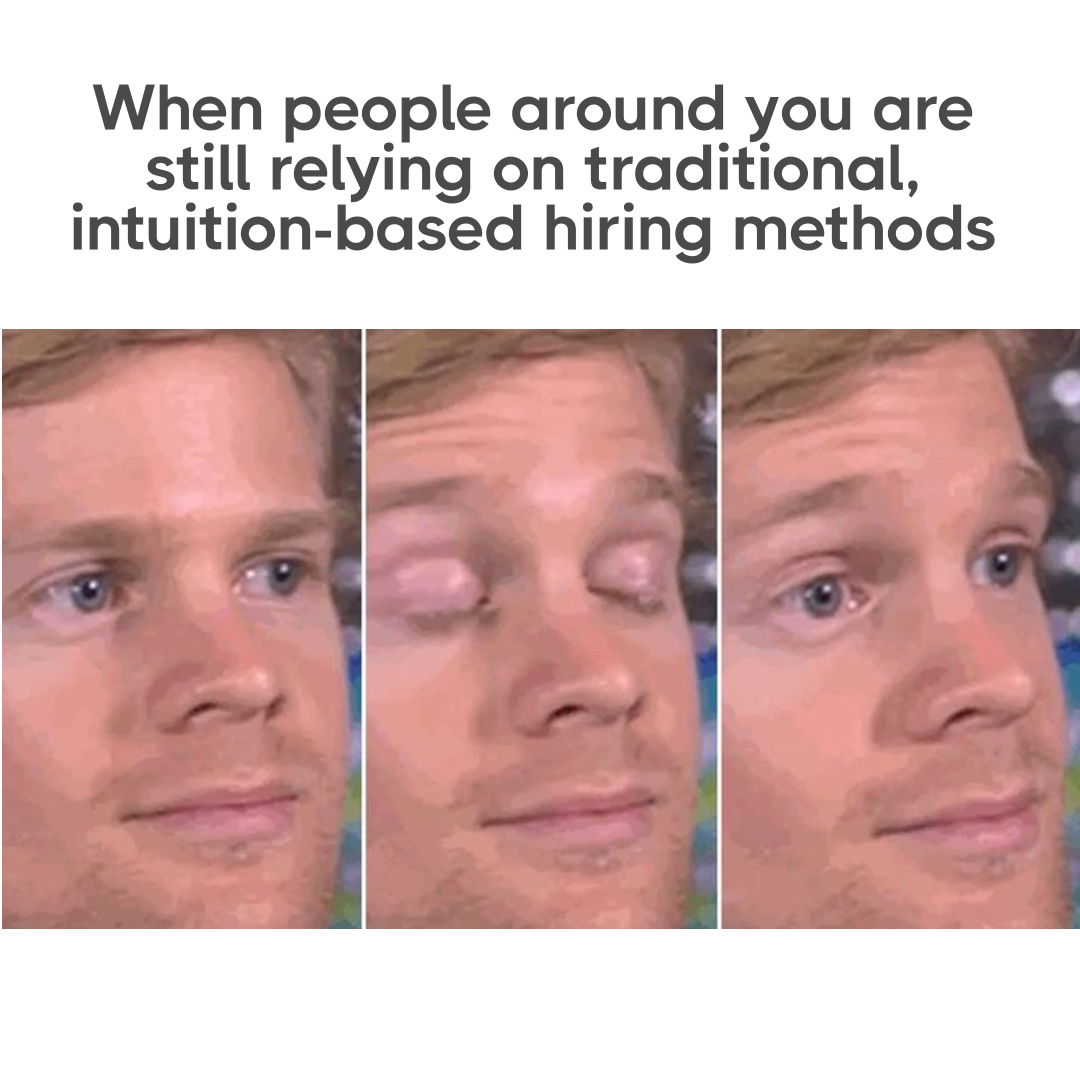 When people around you are
still relying on traditional,
intuition-based hiring methods